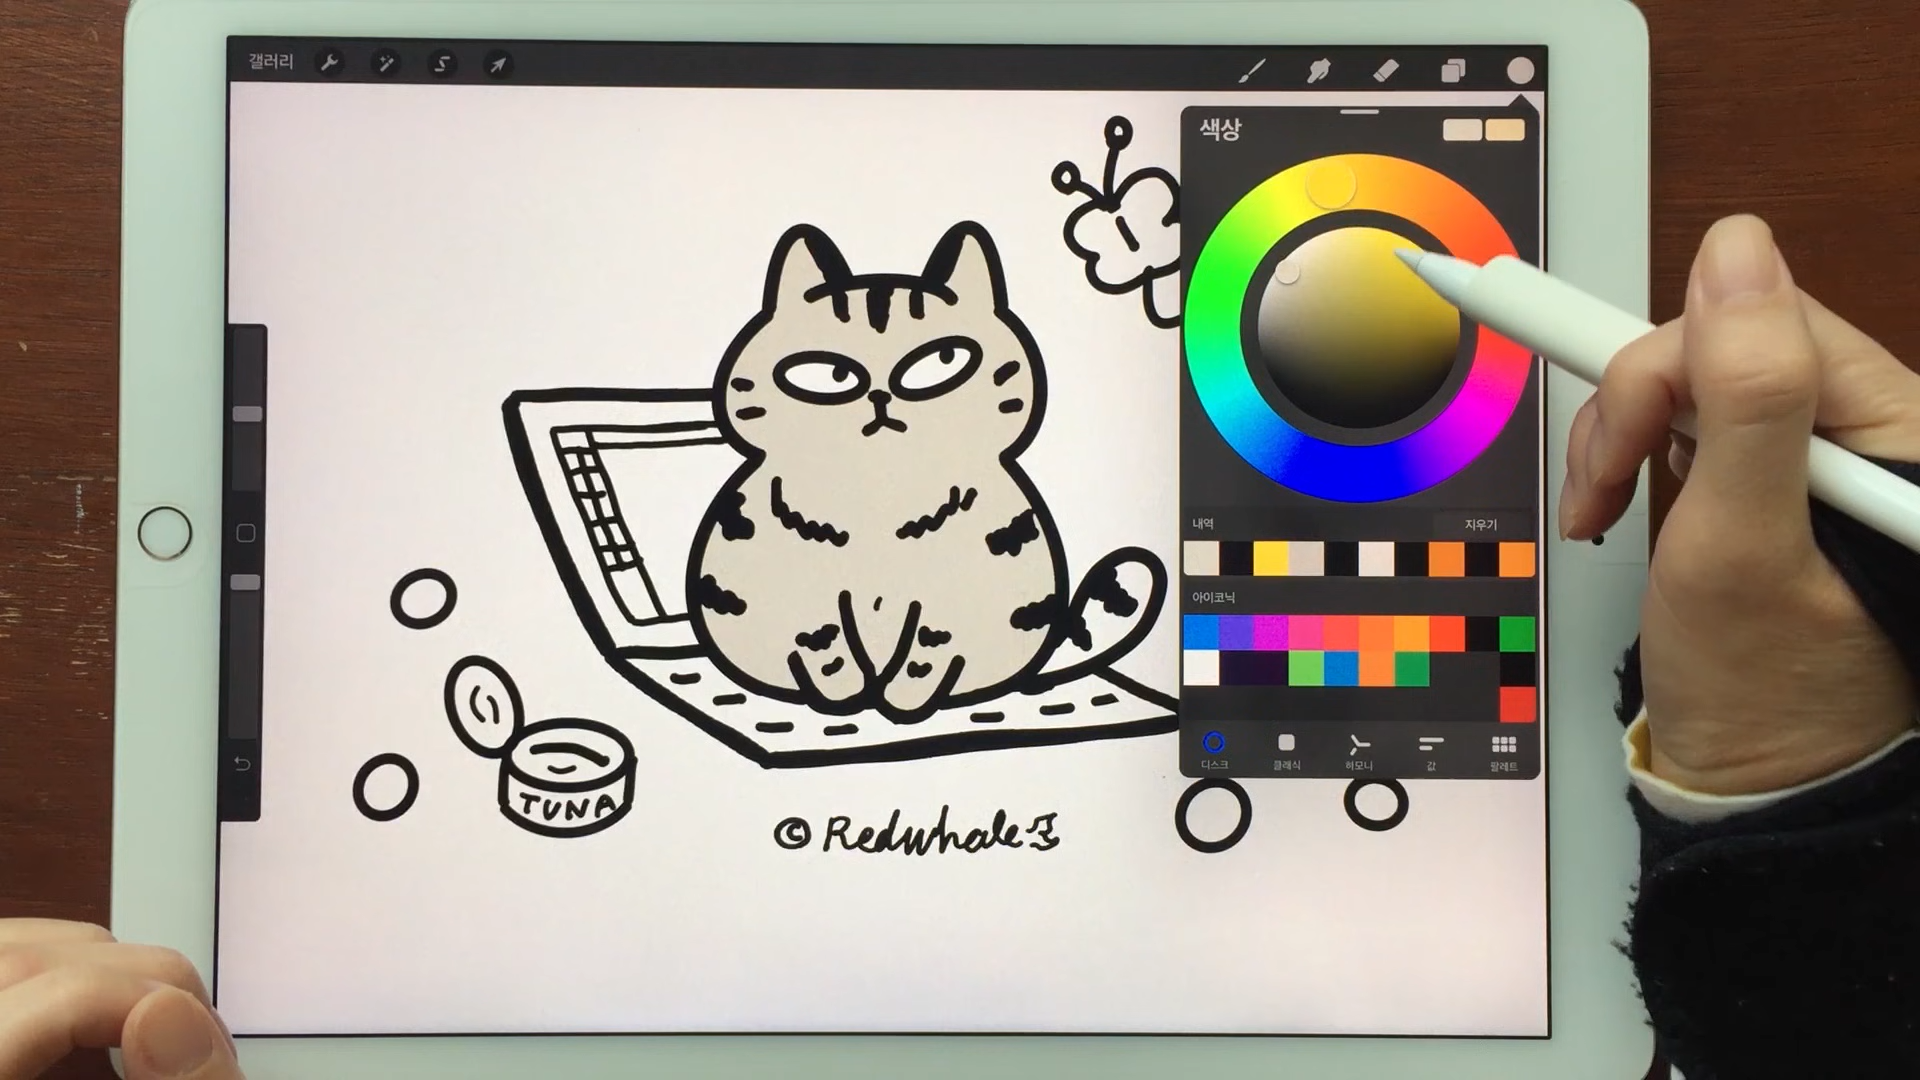 갤러리
색상
내역
지우기
아이코닉
디스크
클래식
하모니
값
팔레트
TUNA
© Redwhale